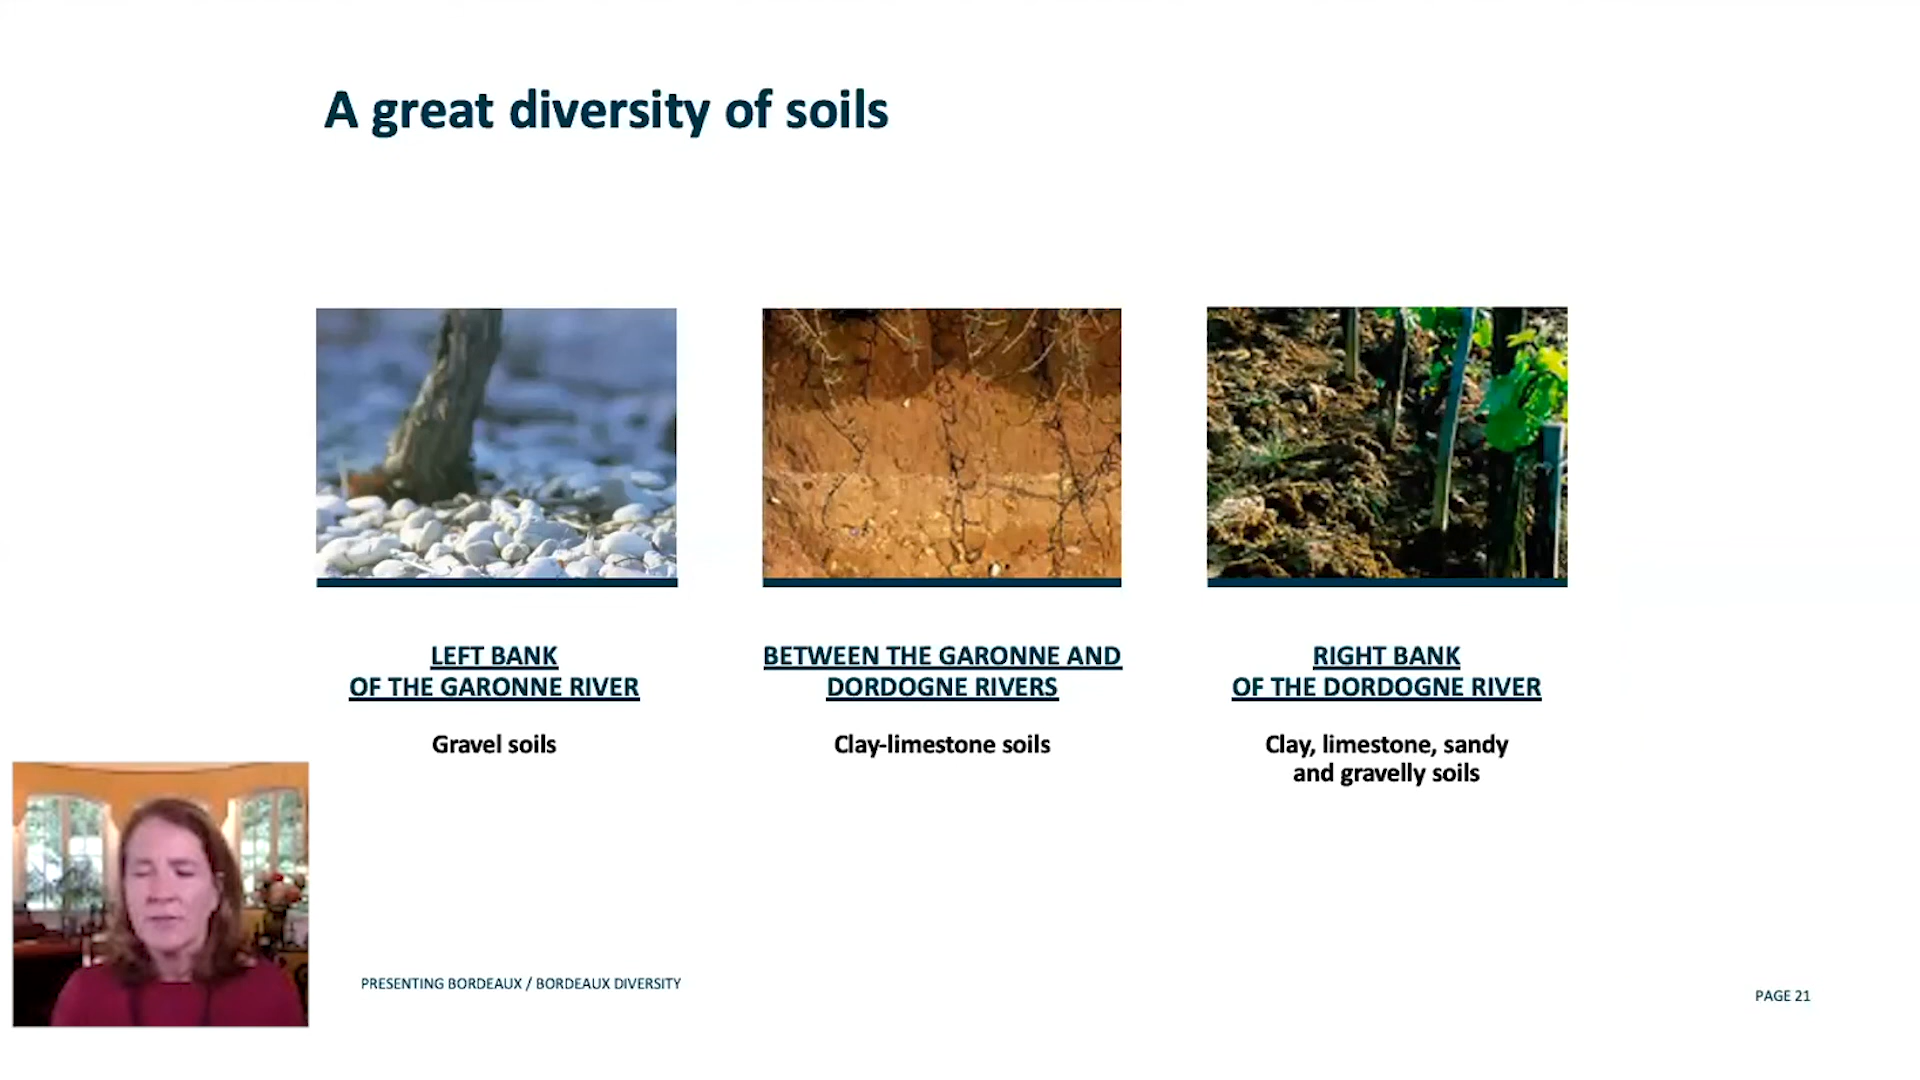 A great diversity of soils
LEFT BANK
OF THE GARONNE RIVER
Gravel soils
BETWEEN THE GARONNE AND
DORDOGNE RIVERS
Clay-limestone soils
RIGHT BANK
OF THE DORDOGNE RIVER
Clay, limestone, sandy
and gravelly soils
PRESENTING BORDEAUX / BORDEAUX DIVERSITY
PAGE 21